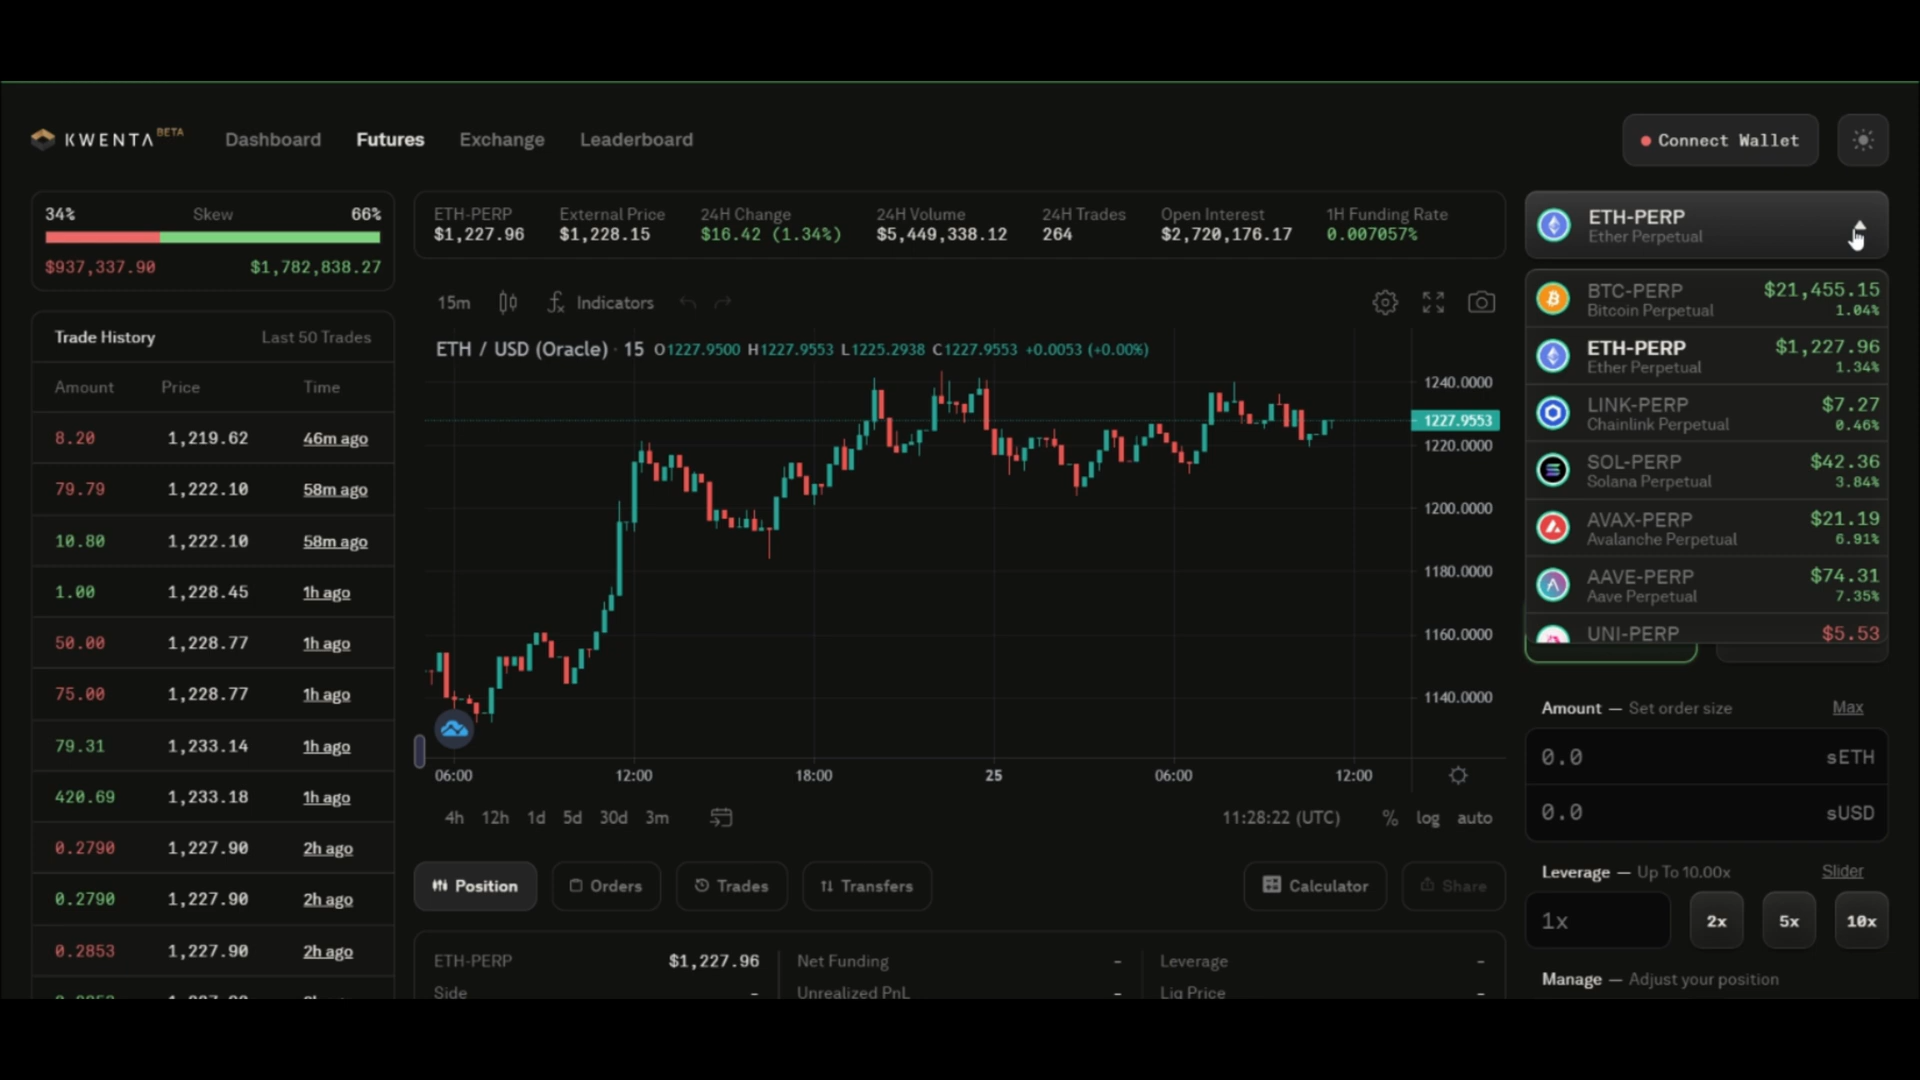 KWENTA BETA
Dashboard Futures Exchange Leaderboard
Connect Wallet
34% Skew 66%
$937,337.90 $1,782,838.27
Trade History Last 50 Trades
Amount Price Time
8.20 1,219.62 46m ago
79.79 1,222.10 58m ago
10.80 1,222.10 58m ago
1.00 1,228.45 1h ago
50.00 1,228.77 1h ago
75.00 1,228.77 1h ago
79.31 1,233.14 1h ago
420.69 1,233.18 1h ago
0.2790 1,227.90 2h ago
0.2790 1,227.90 2h ago
0.2853 1,227.90 2h ago
ETH-PERP External Price 24H Change 24H Volume 24H Trades Open Interest 1H Funding Rate
$1,227.96 $1,228.15 $16.42 (1.34%) $5,449,338.12 264 $2,720,176.17 0.007057%
15m Indicators
ETH / USD (Oracle) · 15 O1227.9500 H1227.9553 L1225.2938 C1227.9553 +0.0053 (+0.00%)
1240.0000
1227.9553
1220.0000
1200.0000
1180.0000
1160.0000
1140.0000
06:00 12:00 18:00 25 06:00 12:00
4h 12h 1d 5d 30d 3m 11:28:22 (UTC) % log auto
Position Orders Trades Transfers Calculator Share
ETH-PERP $1,227.96 Net Funding - Leverage -
Side - Unrealized PnL - Liq Price -
ETH-PERP
Ether Perpetual
BTC-PERP $21,455.15
Bitcoin Perpetual 1.04%
ETH-PERP $1,227.96
Ether Perpetual 1.34%
LINK-PERP $7.27
Chainlink Perpetual 0.46%
SOL-PERP $42.36
Solana Perpetual 3.84%
AVAX-PERP $21.19
Avalanche Perpetual 6.91%
AAVE-PERP $74.31
Aave Perpetual 7.35%
UNI-PERP $5.53
Amount — Set order size Max
0.0 sETH
0.0 sUSD
Leverage — Up To 10.00x Slider
1x 2x 5x 10x
Manage — Adjust your position